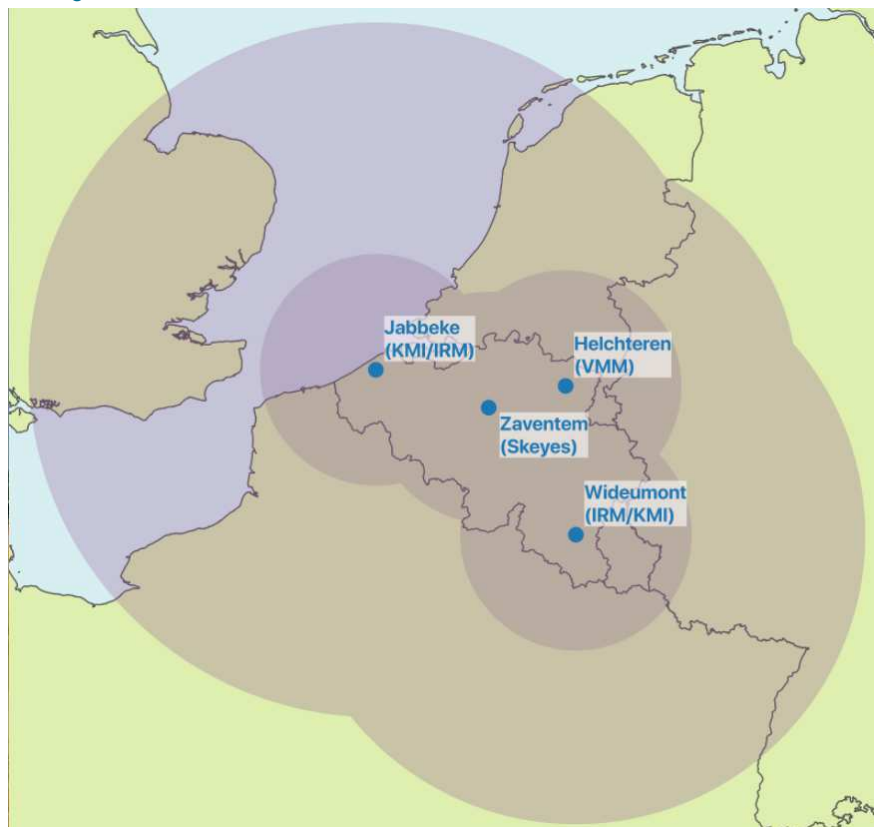 Jabbeke
(KMI/IRM)
Helchteren
(VMM)
Zaventem
(Skeyes)
Wideumont
(IRM/KMI)